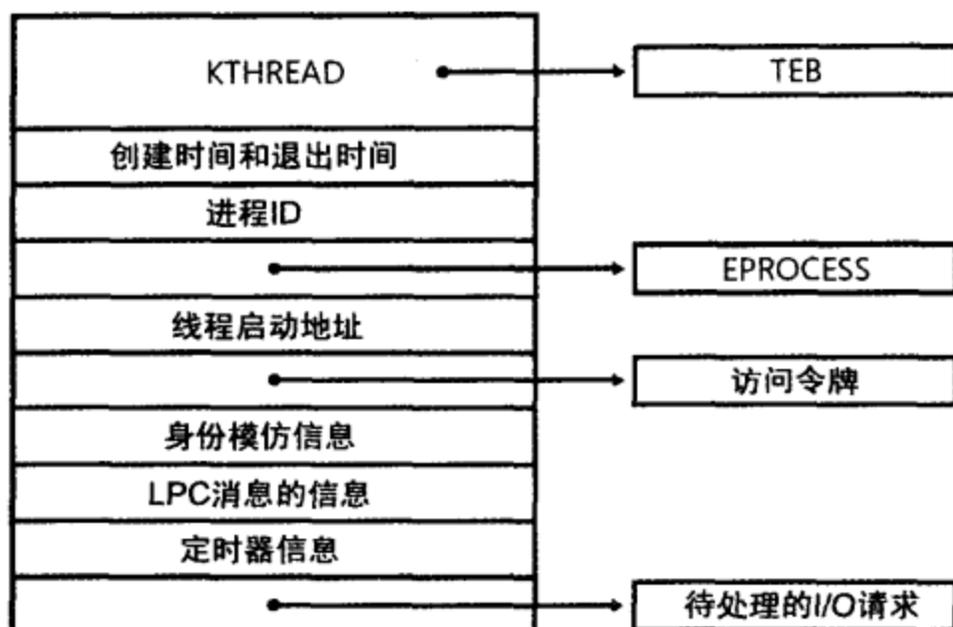 KTHREAD
TEB
创建时间和退出时间
进程ID
EPROCESS
线程启动地址
访问令牌
身份模仿信息
LPC消息的信息
定时器信息
待处理的I/O请求